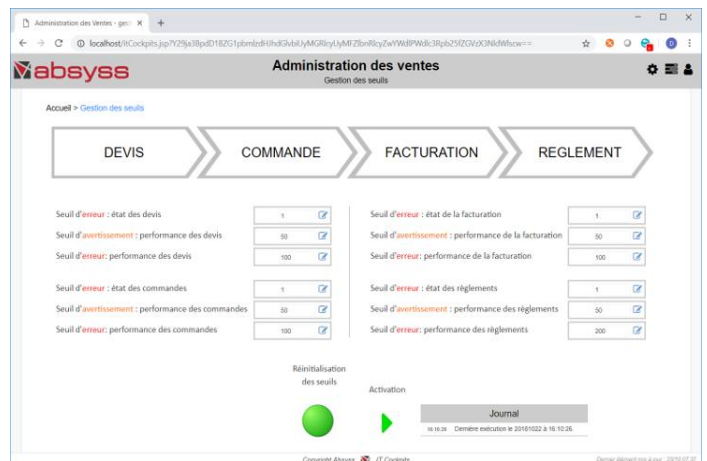 Administration des Ventes - gesti
absyss
Administration des ventes
Gestion des seuils
Accueil > Gestion des seuils
DEVIS
COMMANDE
FACTURATION
REGLEMENT
Seuil d'erreur : état des devis
1
Seuil d'avertissement : performance des devis
50
Seuil d'erreur: performance des devis
100
Seuil d'erreur : état des commandes
1
Seuil d'avertissement : performance des commandes
50
Seuil d'erreur: performance des commandes
100
Seuil d'erreur : état de la facturation
1
Seuil d'avertissement : performance de la facturation
50
Seuil d'erreur : performance de la facturation
100
Seuil d'erreur : état des règlements
1
Seuil d'avertissement : performance des règlements
50
Seuil d'erreur: performance des règlements
200
Réinitialisation
des seuils
Activation
Journal
16:10:26 Dernière exécution le 20181022 à 16:10:26
Copyright Absyss IT Cockpits